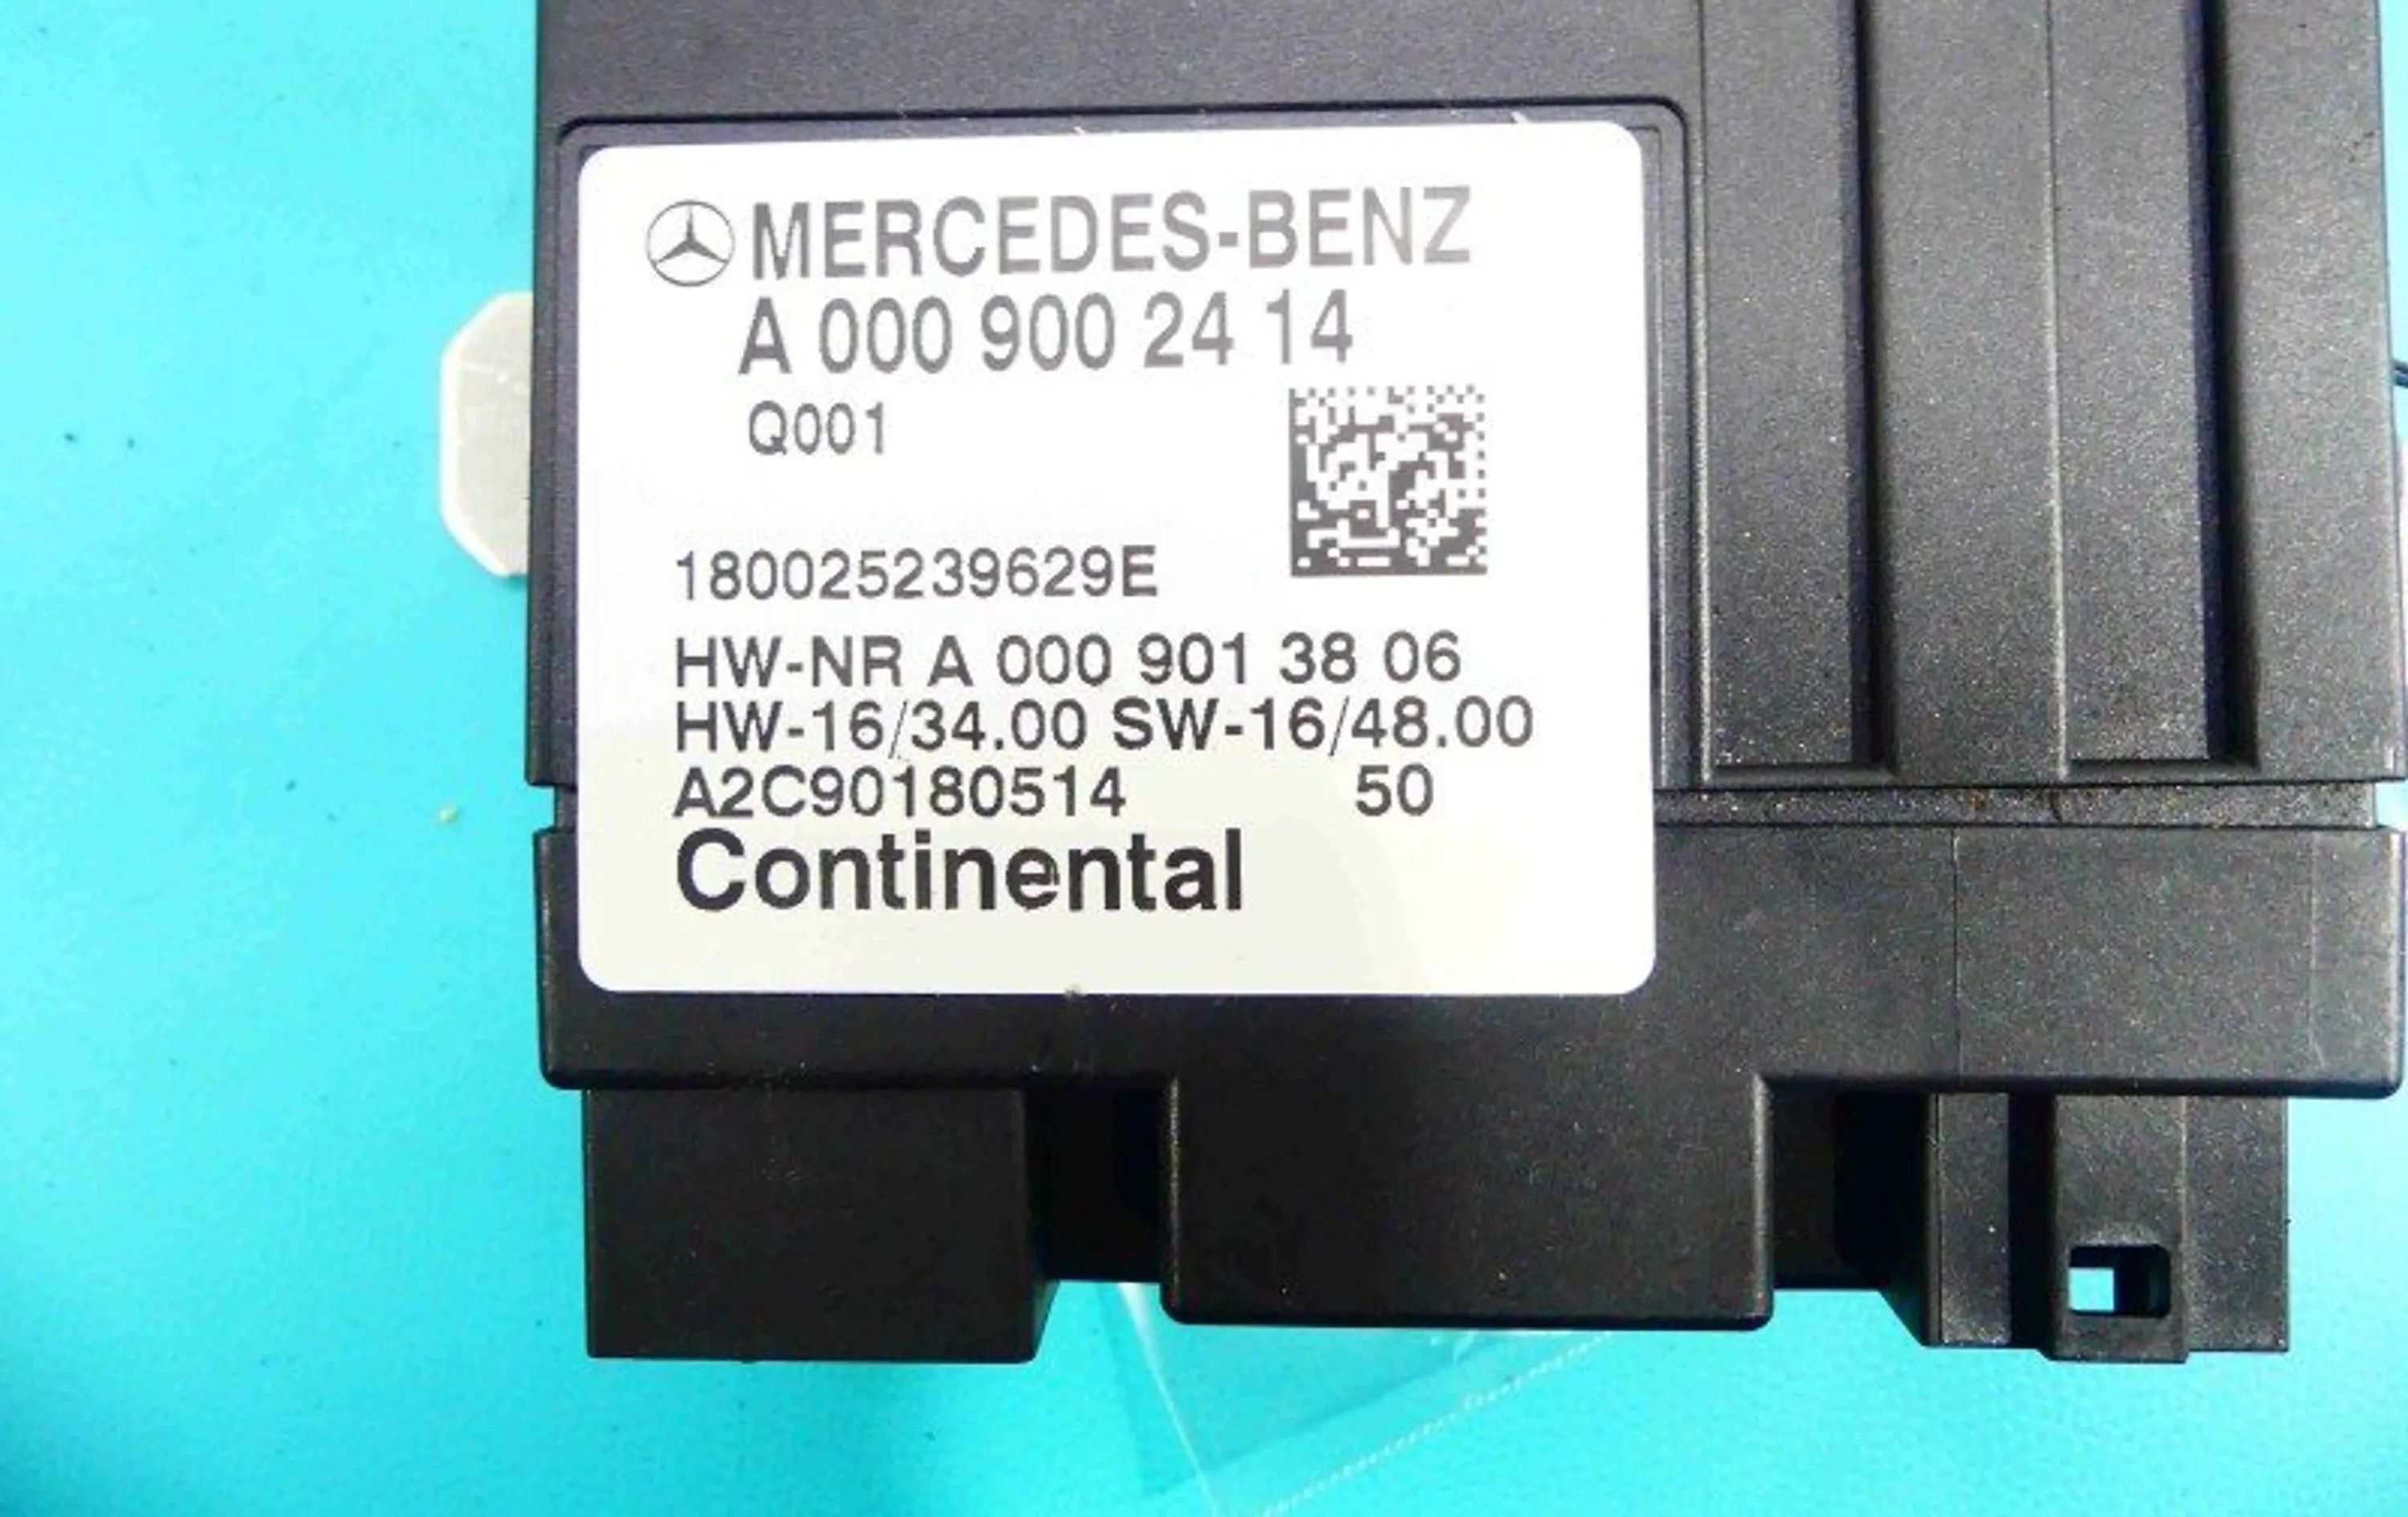 MERCEDES-BENZ
A 000 900 24 14
Q001
180025239629E
HW-NR A 000 901 38 06
HW-16/34.00 SW-16/48.00
A2C90180514 50
Continental